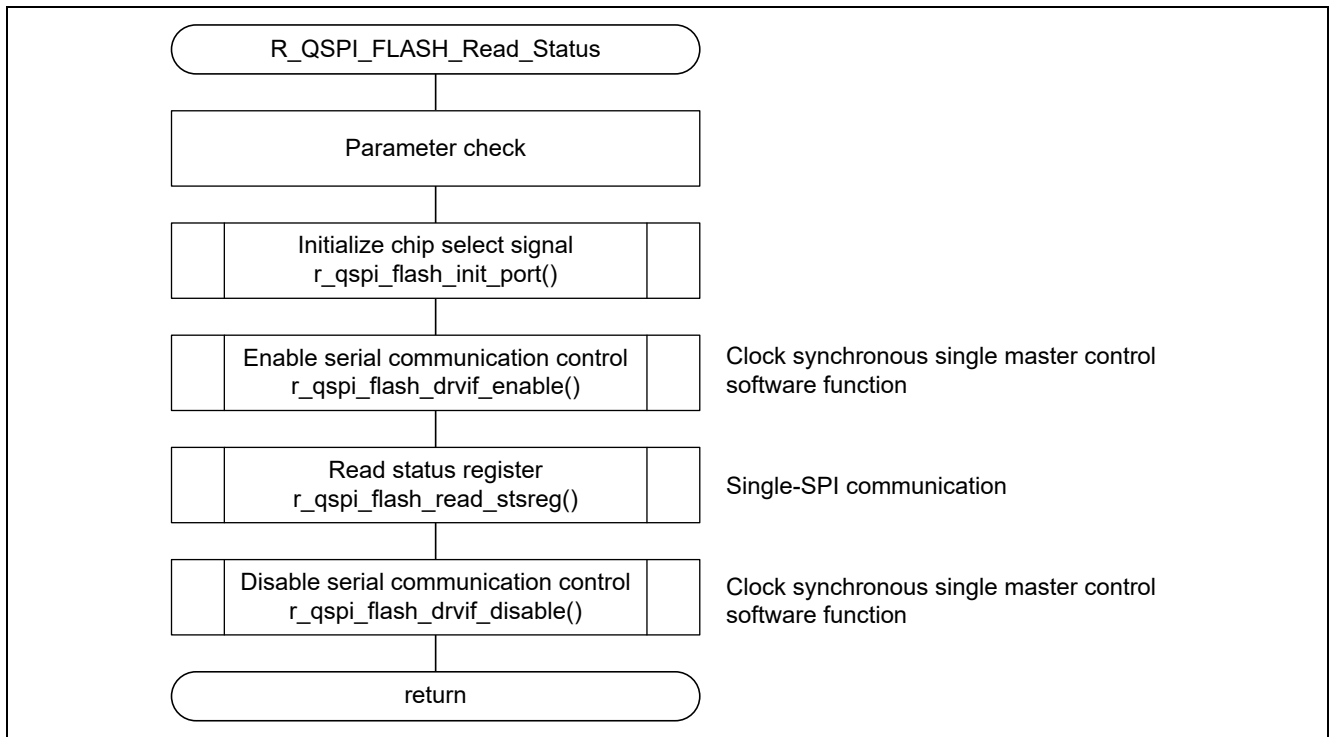 R_QSPI_FLASH_Read_Status
Parameter check
Initialize chip select signal
r_qspi_flash_init_port()
Enable serial communication control
r_qspi_flash_drvif_enable()
Clock synchronous single master control
software function
Read status register
r_qspi_flash_read_stsreg()
Single-SPI communication
Disable serial communication control
r_qspi_flash_drvif_disable()
Clock synchronous single master control
software function
return